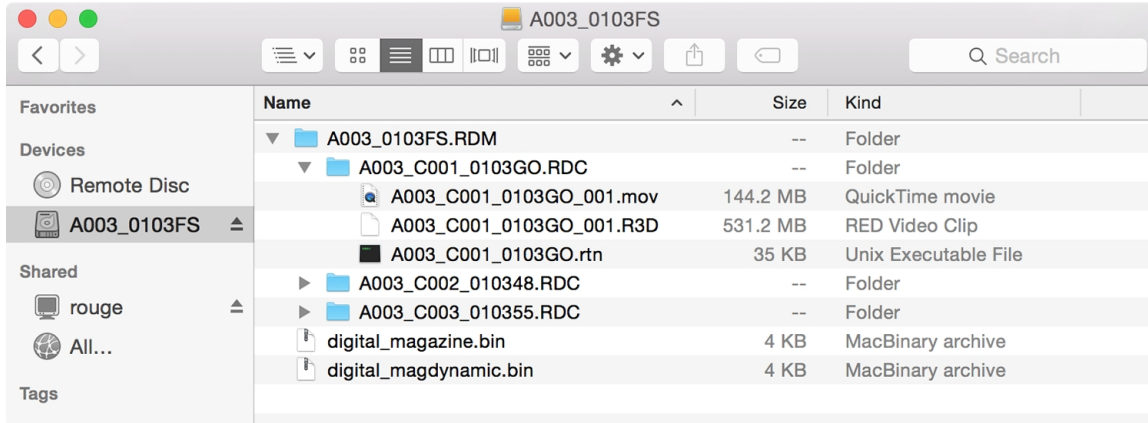 A003_0103FS
Search
Favorites
Devices
Remote Disc
A003_0103FS
Shared
rouge
All...
Tags
Name Size Kind
A003_0103FS.RDM -- Folder
A003_C001_0103GO.RDC -- Folder
A003_C001_0103GO_001.mov 144.2 MB QuickTime movie
A003_C001_0103GO_001.R3D 531.2 MB RED Video Clip
A003_C001_0103GO.rtn 35 KB Unix Executable File
A003_C002_010348.RDC -- Folder
A003_C003_010355.RDC -- Folder
digital_magazine.bin 4 KB MacBinary archive
digital_magdynamic.bin 4 KB MacBinary archive